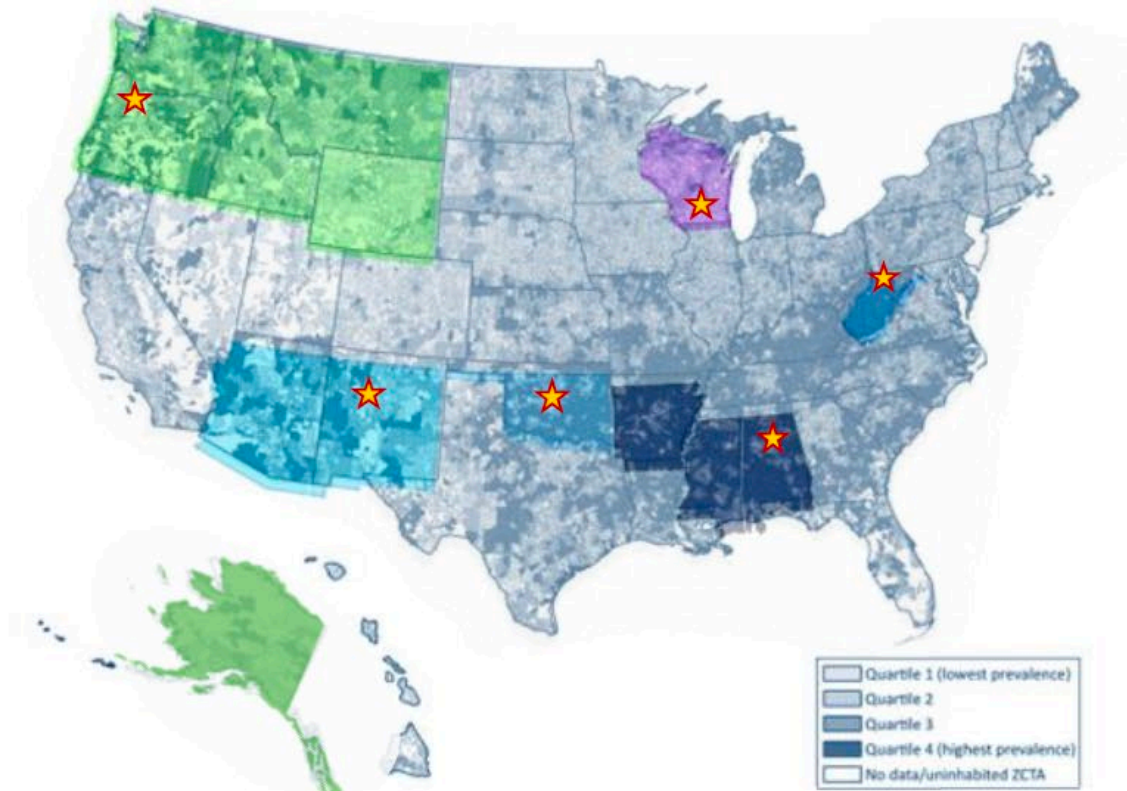 Quartile 1 (lowest prevalence)
Quartile 2
Quartile 3
Quartile 4 (highest prevalence)
No data/uninhabited ZCTA